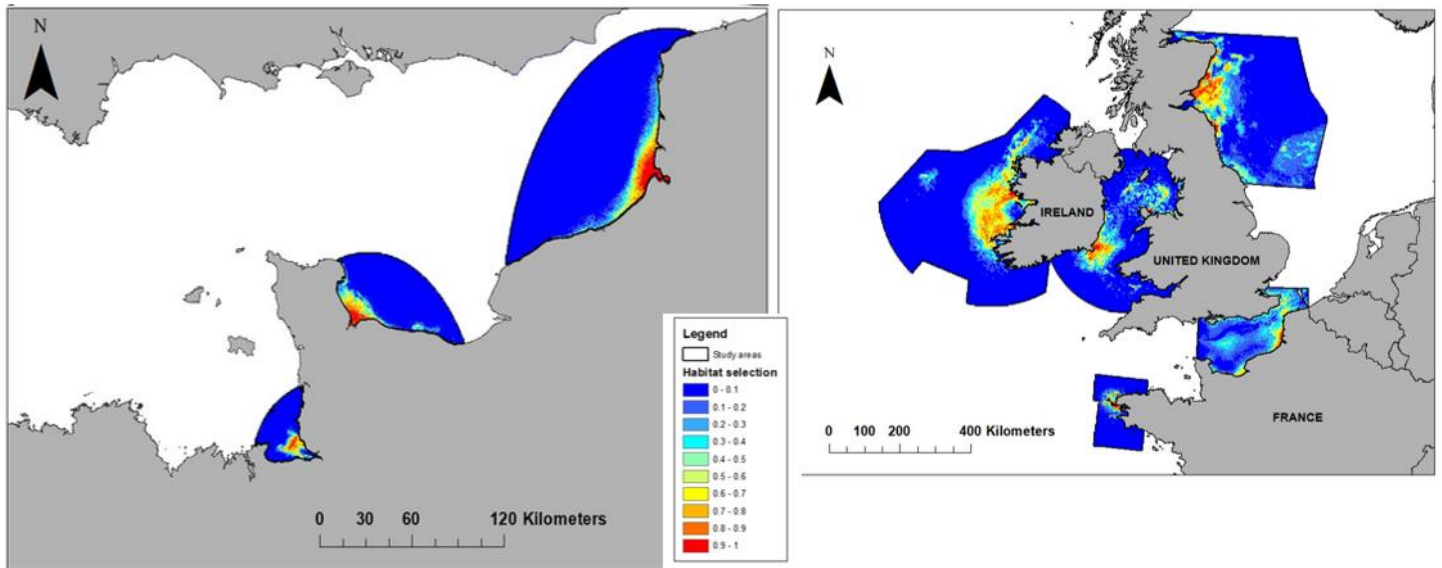 N
0 30 60 120 Kilometers
Legend
Study areas
Habitat selection
0 - 0.1
0.1 - 0.2
0.2 - 0.3
0.3 - 0.4
0.4 - 0.5
0.5 - 0.6
0.6 - 0.7
0.7 - 0.8
0.8 - 0.9
0.9 - 1
N
IRELAND
UNITED KINGDOM
FRANCE
0 100 200 400 Kilometers